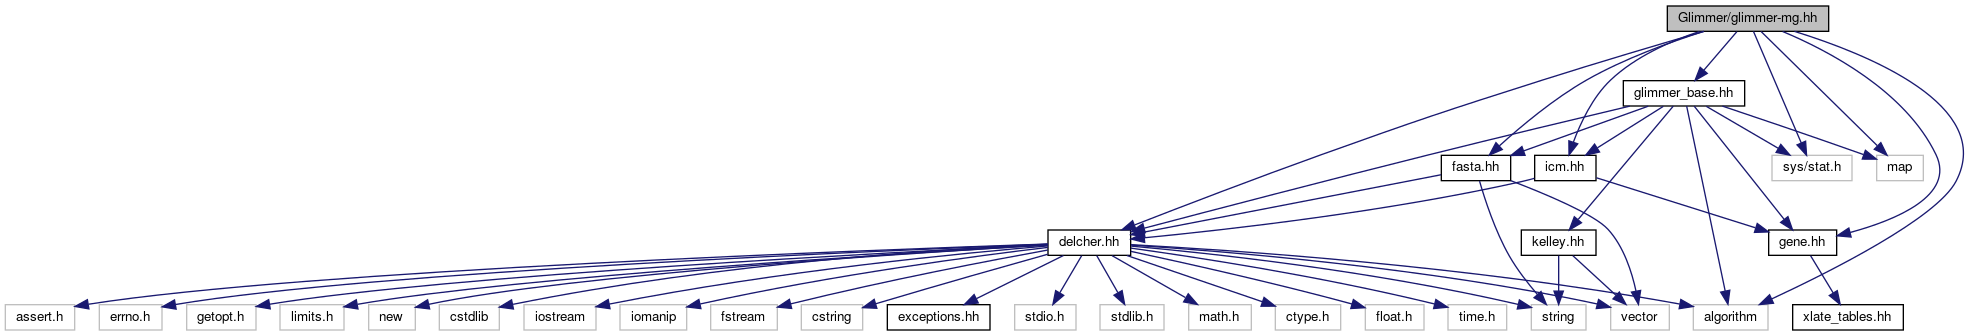 Glimmer/glimmer-mg.hh
glimmer_base.hh
fasta.hh
icm.hh
sys/stat.h
map
delcher.hh
kelley.hh
gene.hh
assert.h
errno.h
getopt.h
limits.h
new
cstdlib
iostream
iomanip
fstream
cstring
exceptions.hh
stdio.h
stdlib.h
math.h
ctype.h
float.h
time.h
string
vector
algorithm
xlate_tables.hh